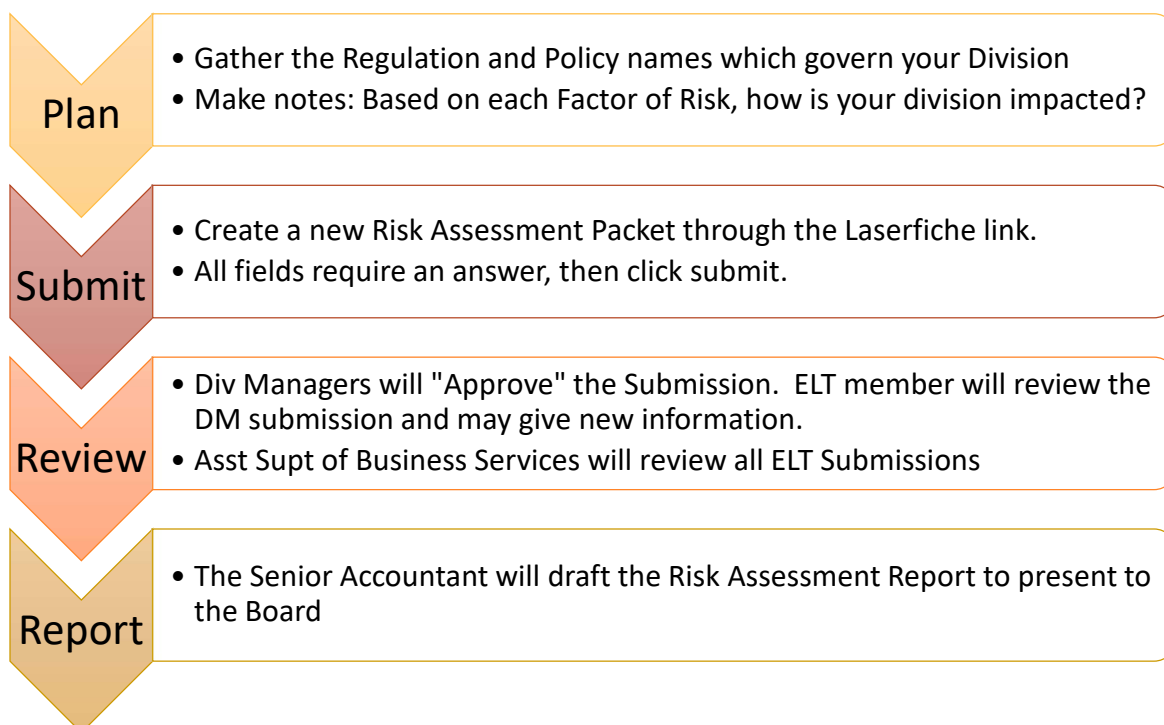 Plan
• Gather the Regulation and Policy names which govern your Division
• Make notes: Based on each Factor of Risk, how is your division impacted?
Submit
• Create a new Risk Assessment Packet through the Laserfiche link.
• All fields require an answer, then click submit.
Review
• Div Managers will "Approve" the Submission. ELT member will review the
DM submission and may give new information.
• Asst Supt of Business Services will review all ELT Submissions
Report
• The Senior Accountant will draft the Risk Assessment Report to present to
the Board